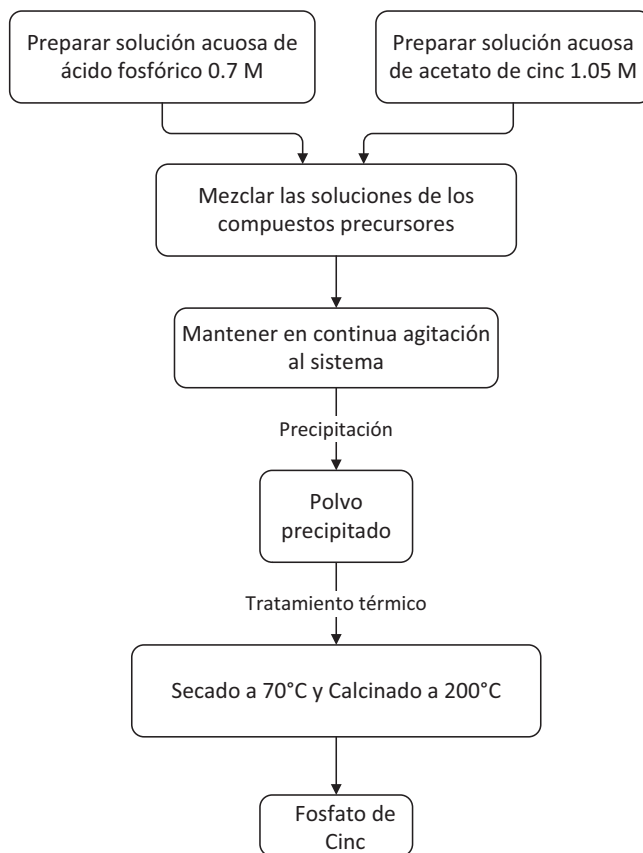 Preparar solución acuosa de
ácido fosfórico 0.7 M
Preparar solución acuosa
de acetato de cinc 1.05 M
Mezclar las soluciones de los
compuestos precursores
Mantener en continua agitación
al sistema
Precipitación
Polvo
precipitado
Tratamiento térmico
Secado a 70°C y Calcinado a 200°C
Fosfato de
Cinc